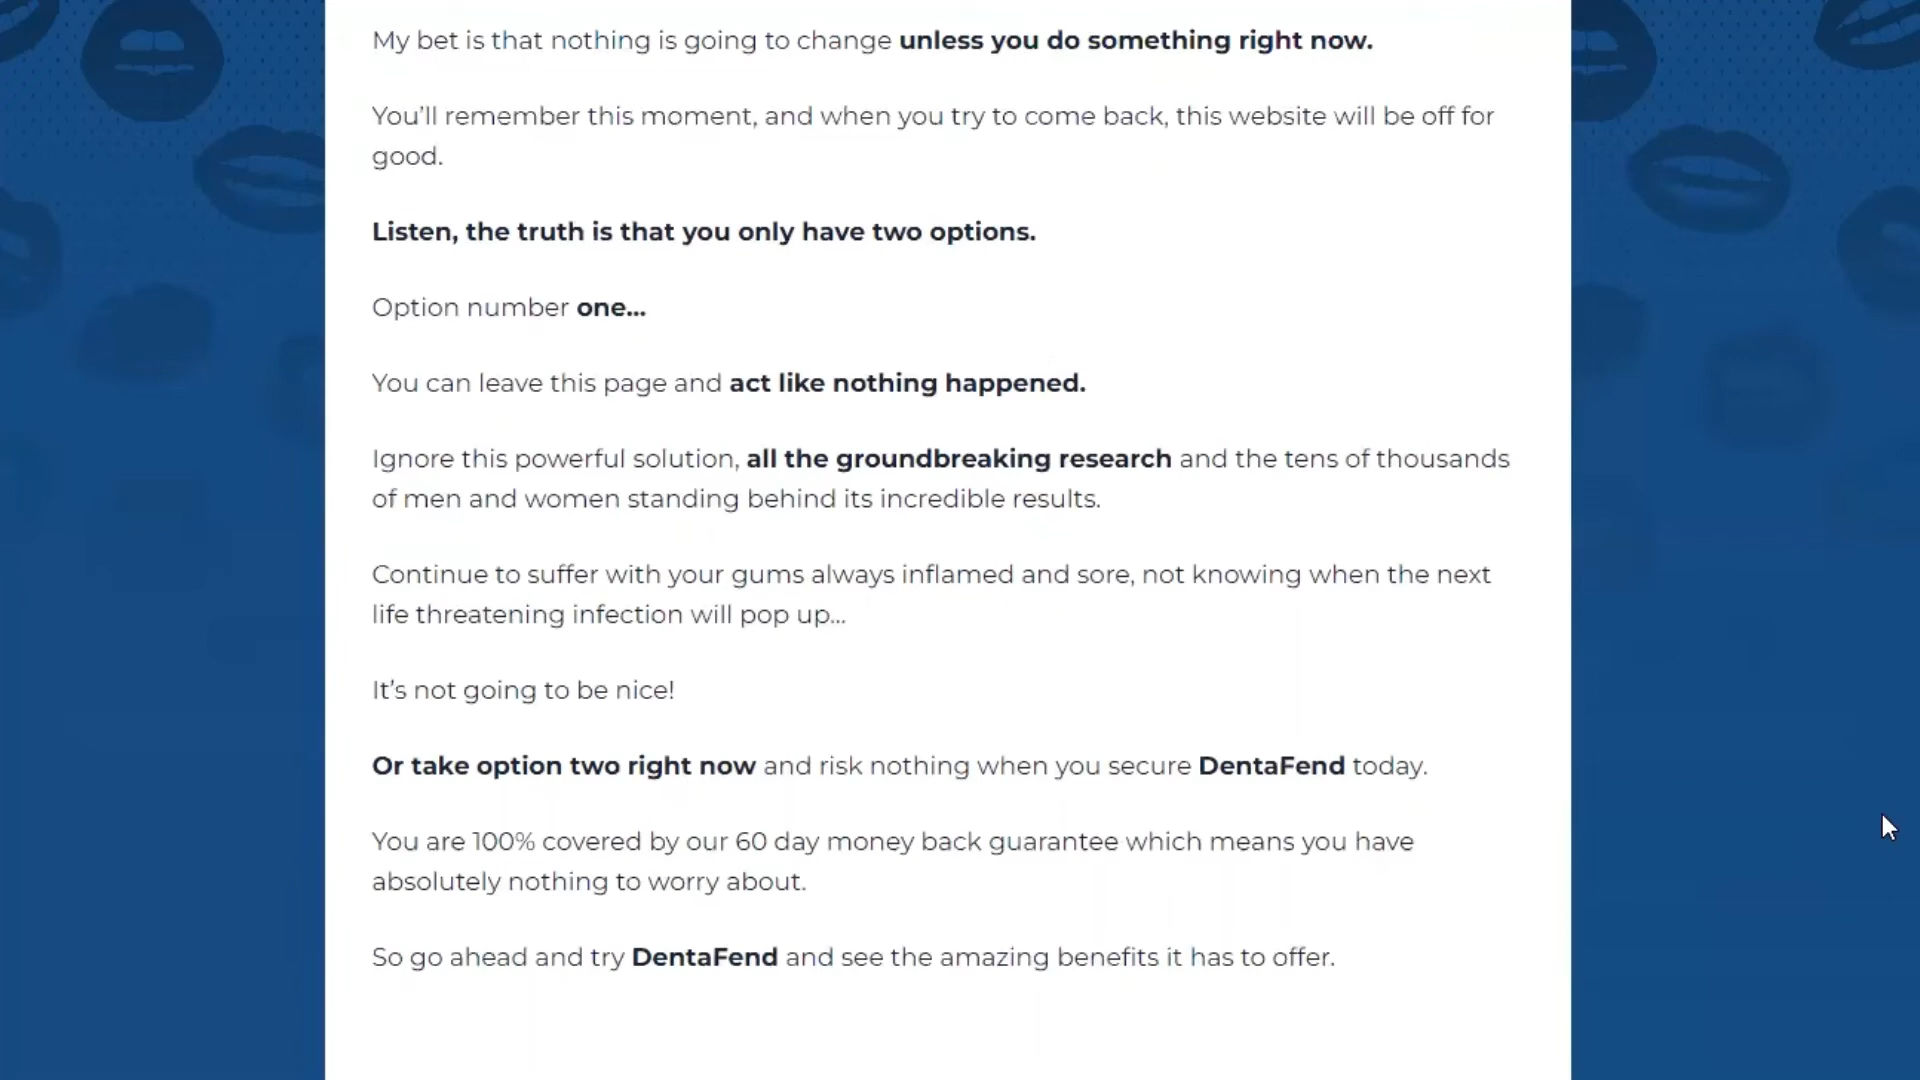 My bet is that nothing is going to change unless you do something right now.
You'll remember this moment, and when you try to come back, this website will be off for
good.
Listen, the truth is that you only have two options.
Option number one...
You can leave this page and act like nothing happened.
Ignore this powerful solution, all the groundbreaking research and the tens of thousands
of men and women standing behind its incredible results.
Continue to suffer with your gums always inflamed and sore, not knowing when the next
life threatening infection will pop up...
It's not going to be nice!
Or take option two right now and risk nothing when you secure DentaFend today.
You are 100% covered by our 60 day money back guarantee which means you have
absolutely nothing to worry about.
So go ahead and try DentaFend and see the amazing benefits it has to offer.